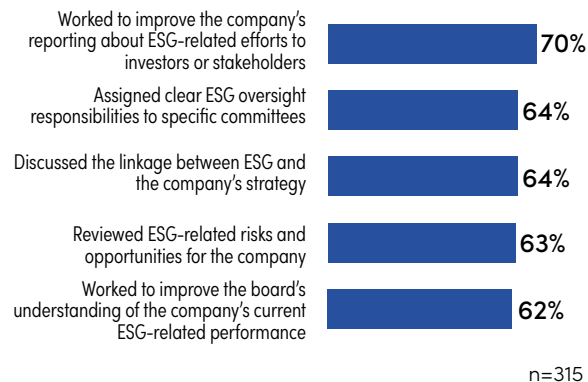 Worked to improve the company’s
reporting about ESG-related efforts to
investors or stakeholders
70%
Assigned clear ESG oversight
responsibilities to specific committees
64%
Discussed the linkage between ESG and
the company’s strategy
64%
Reviewed ESG-related risks and
opportunities for the company
63%
Worked to improve the board’s
understanding of the company’s current
ESG-related performance
62%
n=315